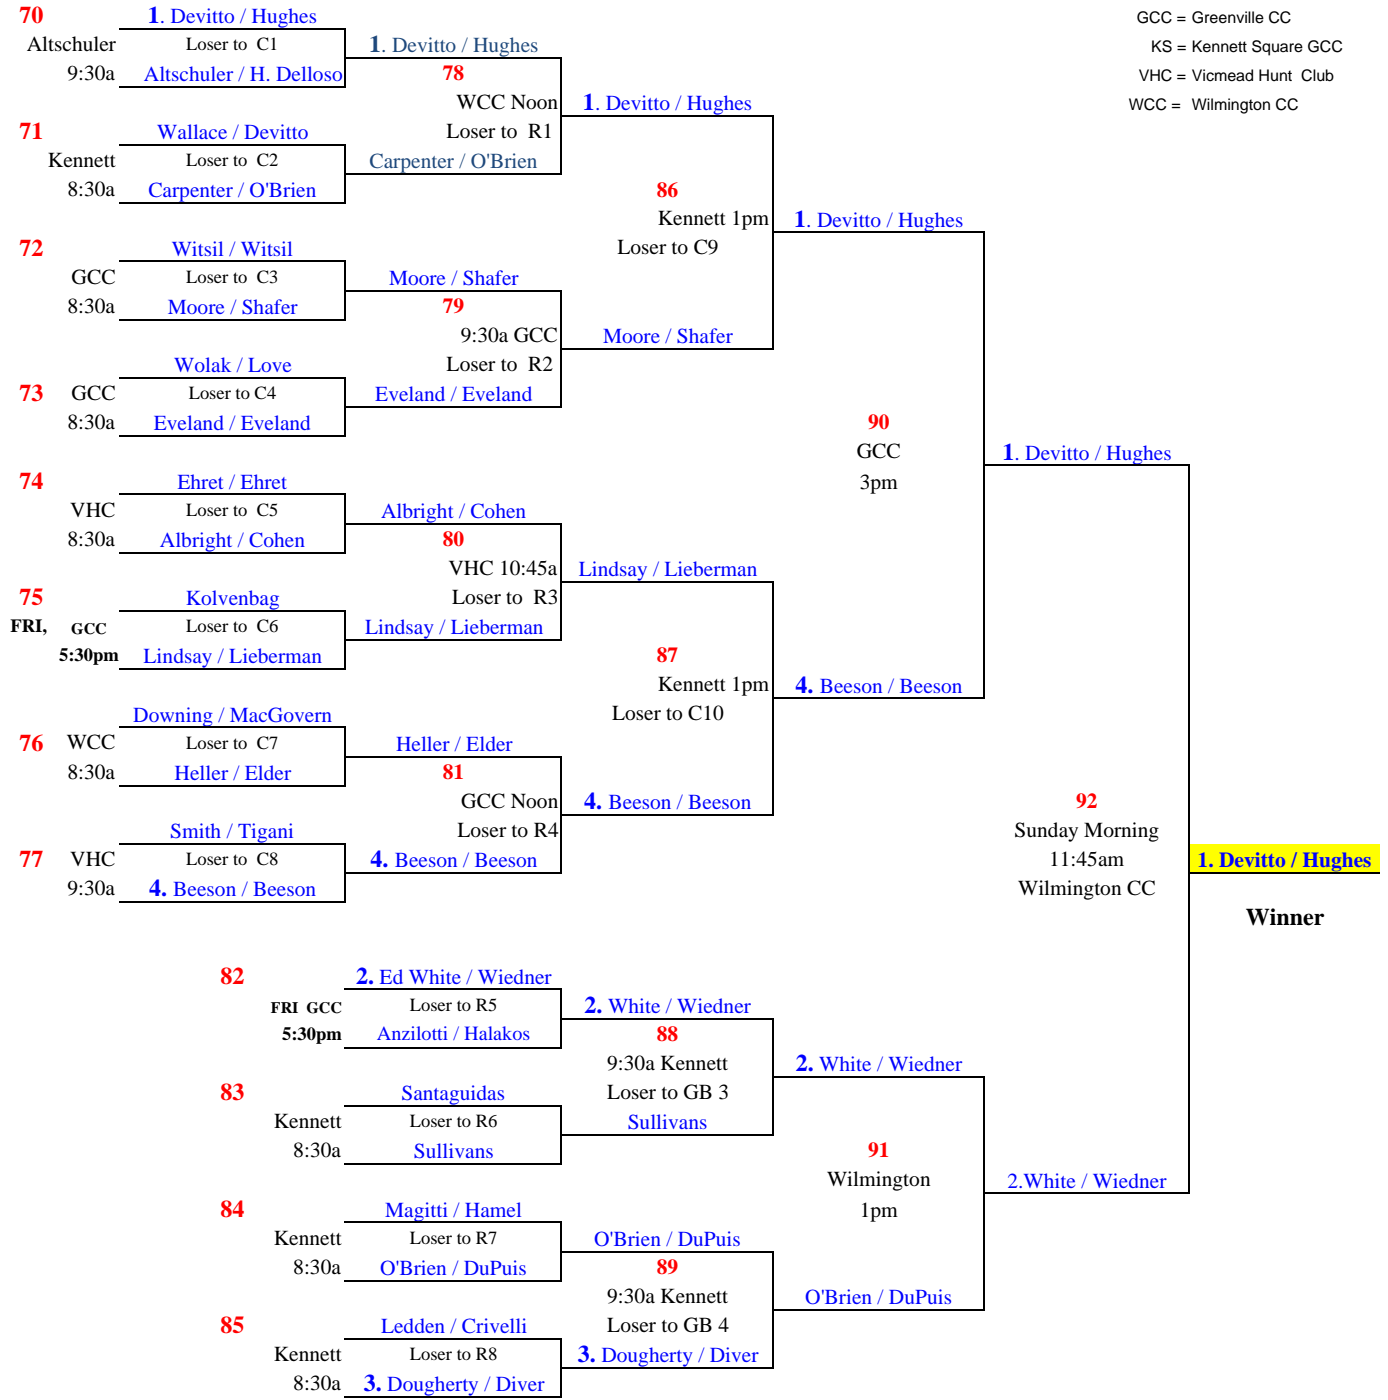 70
1. Devitto / Hughes
GCC = Greenville CC
Altschuler
Loser to C1
1. Devitto / Hughes
KS = Kennett Square GCC
9:30a
Altschuler / H. Delloso
78
VHC = Vicmead Hunt Club
WCC Noon
1. Devitto / Hughes
WCC = Wilmington CC
71
Wallace / Devitto
Loser to R1
Kennett
Loser to C2
Carpenter / O'Brien
8:30a
Carpenter / O'Brien
86
Kennett 1pm
1. Devitto / Hughes
72
Witsil / Witsil
Loser to C9
GCC
Loser to C3
Moore / Shafer
8:30a
Moore / Shafer
79
9:30a GCC
Moore / Shafer
Wolak / Love
Loser to R2
73
GCC
Loser to C4
Eveland / Eveland
8:30a
Eveland / Eveland
90
GCC
1. Devitto / Hughes
74
Ehret / Ehret
3pm
VHC
Loser to C5
Albright / Cohen
8:30a
Albright / Cohen
80
VHC 10:45a
Lindsay / Lieberman
75
Kolvenbag
Loser to R3
FRI,
GCC
Loser to C6
Lindsay / Lieberman
5:30pm
Lindsay / Lieberman
87
Kennett 1pm
4. Beeson / Beeson
Downing / MacGovern
Loser to C10
76
WCC
Loser to C7
Heller / Elder
8:30a
Heller / Elder
81
GCC Noon
4. Beeson / Beeson
92
Smith / Tigani
Loser to R4
Sunday Morning
77
VHC
Loser to C8
4. Beeson / Beeson
11:45am
1. Devitto / Hughes
9:30a
4. Beeson / Beeson
Wilmington CC
Winner
82
2. Ed White / Wiedner
FRI GCC
Loser to R5
2. White / Wiedner
5:30pm
Anzilotti / Halakos
88
9:30a Kennett
2. White / Wiedner
83
Santaguidas
Loser to GB 3
Kennett
Loser to R6
Sullivans
8:30a
Sullivans
91
Wilmington
2.White / Wiedner
84
Magitti / Hamel
1pm
Kennett
Loser to R7
O'Brien / DuPuis
8:30a
O'Brien / DuPuis
89
9:30a Kennett
O'Brien / DuPuis
85
Ledden / Crivelli
Loser to GB 4
Kennett
Loser to R8
3. Dougherty / Diver
8:30a
3. Dougherty / Diver